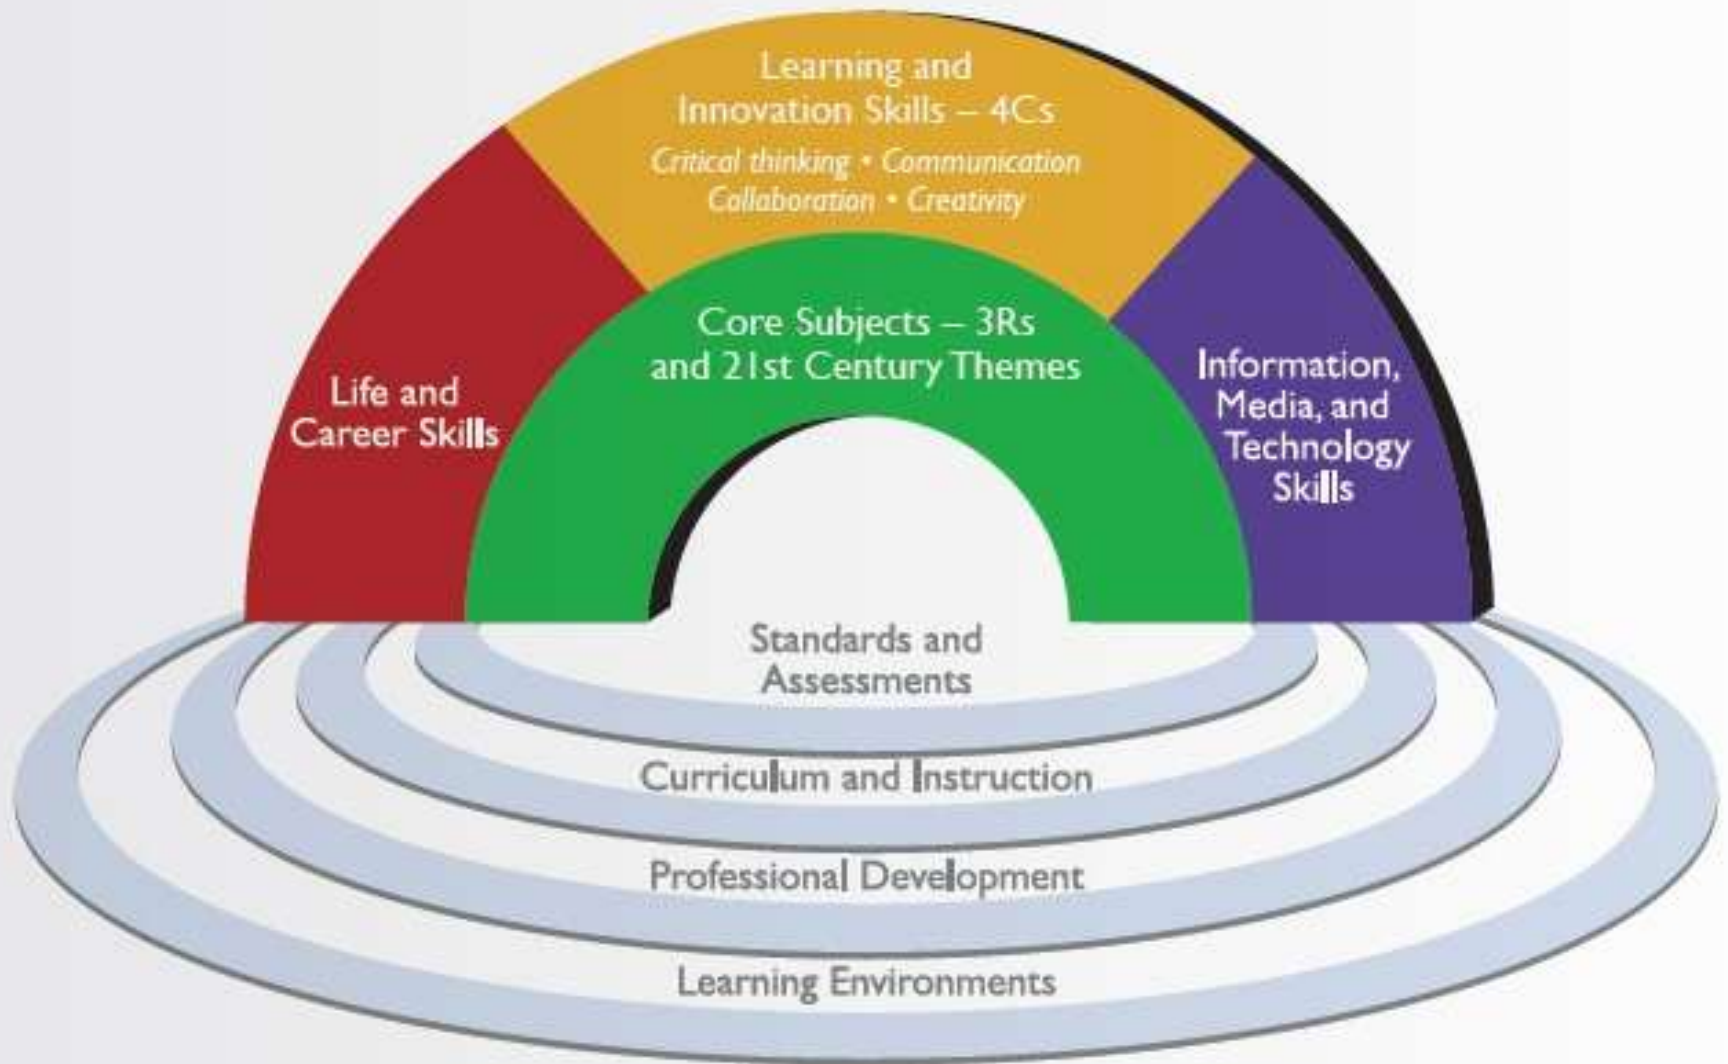 Learning and
Innovation Skills – 4Cs
Critical thinking • Communication
Collaboration • Creativity
Core Subjects – 3Rs
and 21st Century Themes
Life and
Career Skills
Information,
Media, and
Technology
Skills
Standards and
Assessments
Curriculum and Instruction
Professional Development
Learning Environments